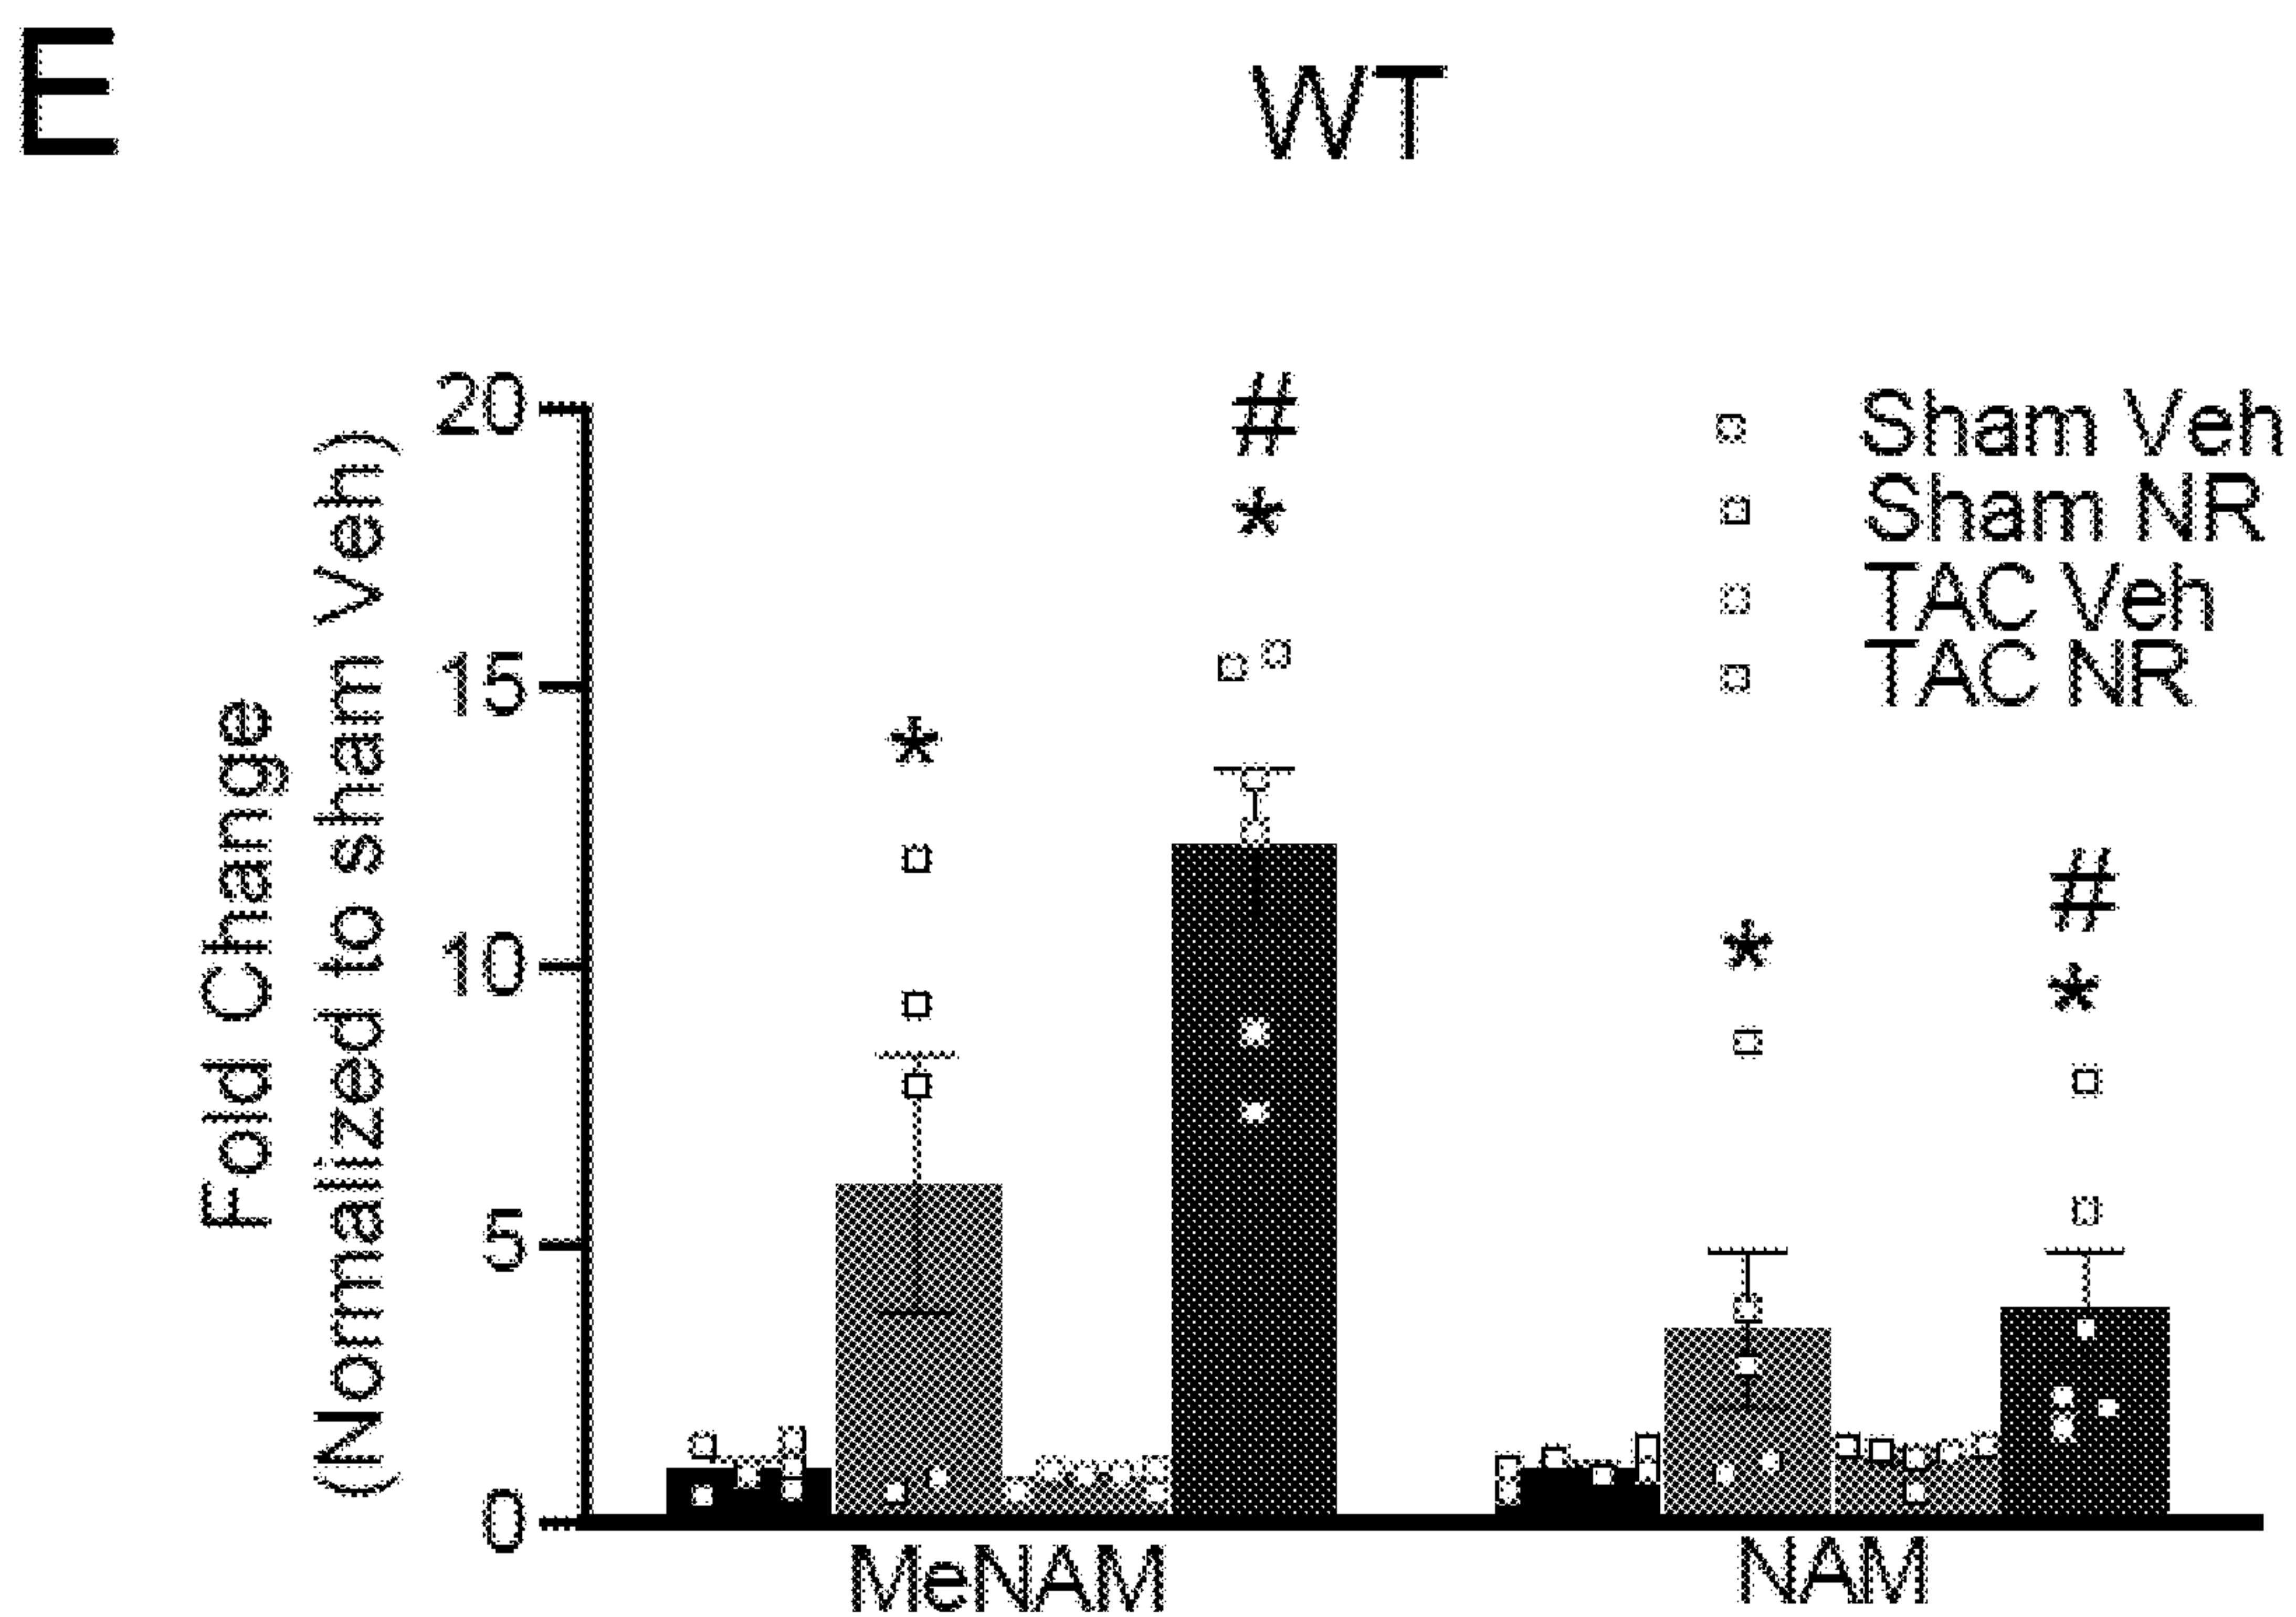 E
WT
Fold Change
(Normalized to sham Veh)
20
15
10
5
0
#
*
*
*
#
*
Sham Veh
Sham NR
TAC Veh
TAC NR
MeNAM
NAM